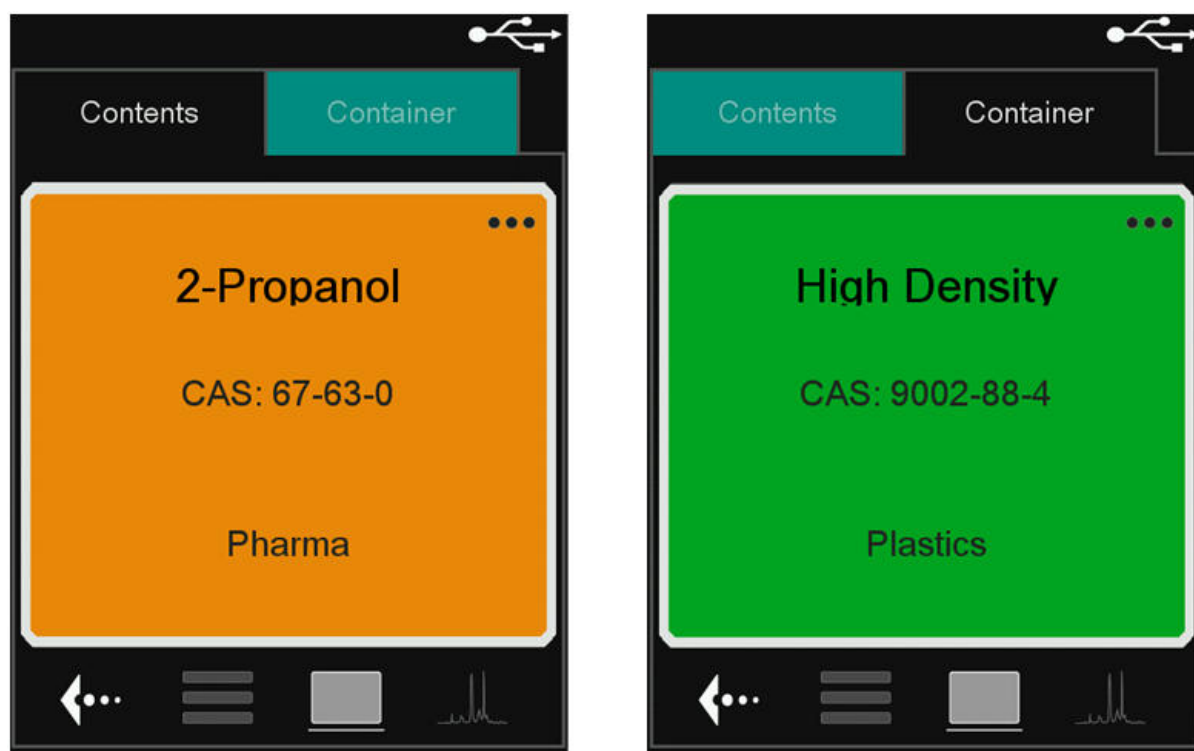 Contents
Container
2-Propanol
CAS: 67-63-0
Pharma
Contents
Container
High Density
CAS: 9002-88-4
Plastics